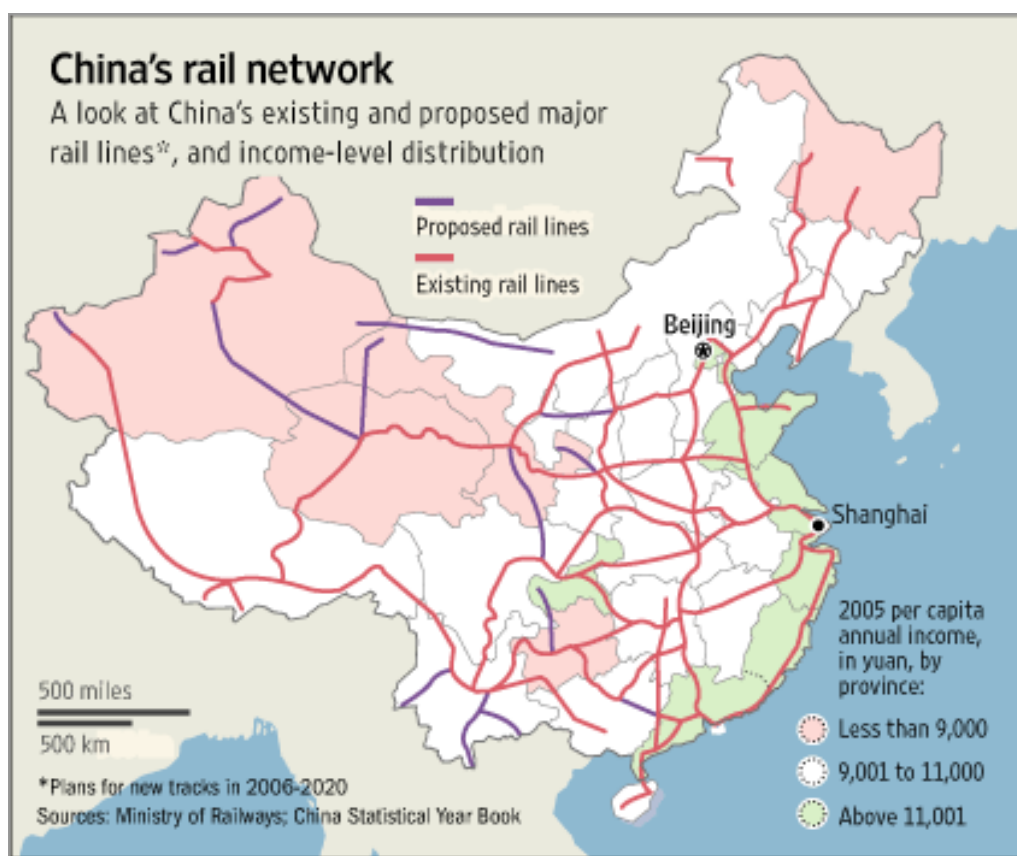 China's rail network
A look at China's existing and proposed major
rail lines*, and income-level distribution
Proposed rail lines
Existing rail lines
Beijing
Shanghai
2005 per capita
annual income,
in yuan, by
province:
Less than 9,000
9,001 to 11,000
Above 11,001
500 miles
500 km
*Plans for new tracks in 2006-2020
Sources: Ministry of Railways; China Statistical Year Book